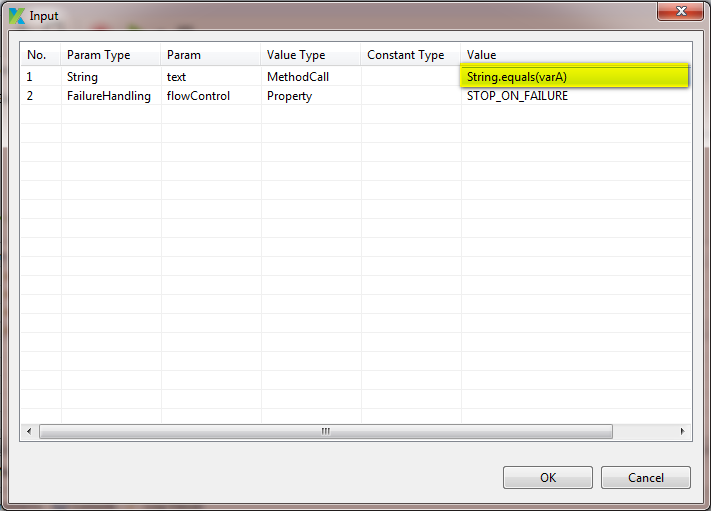 Input
No. Param Type Param Value Type Constant Type Value
1 String text MethodCall String.equals(varA)
2 FailureHandling flowControl Property STOP_ON_FAILURE
OK Cancel